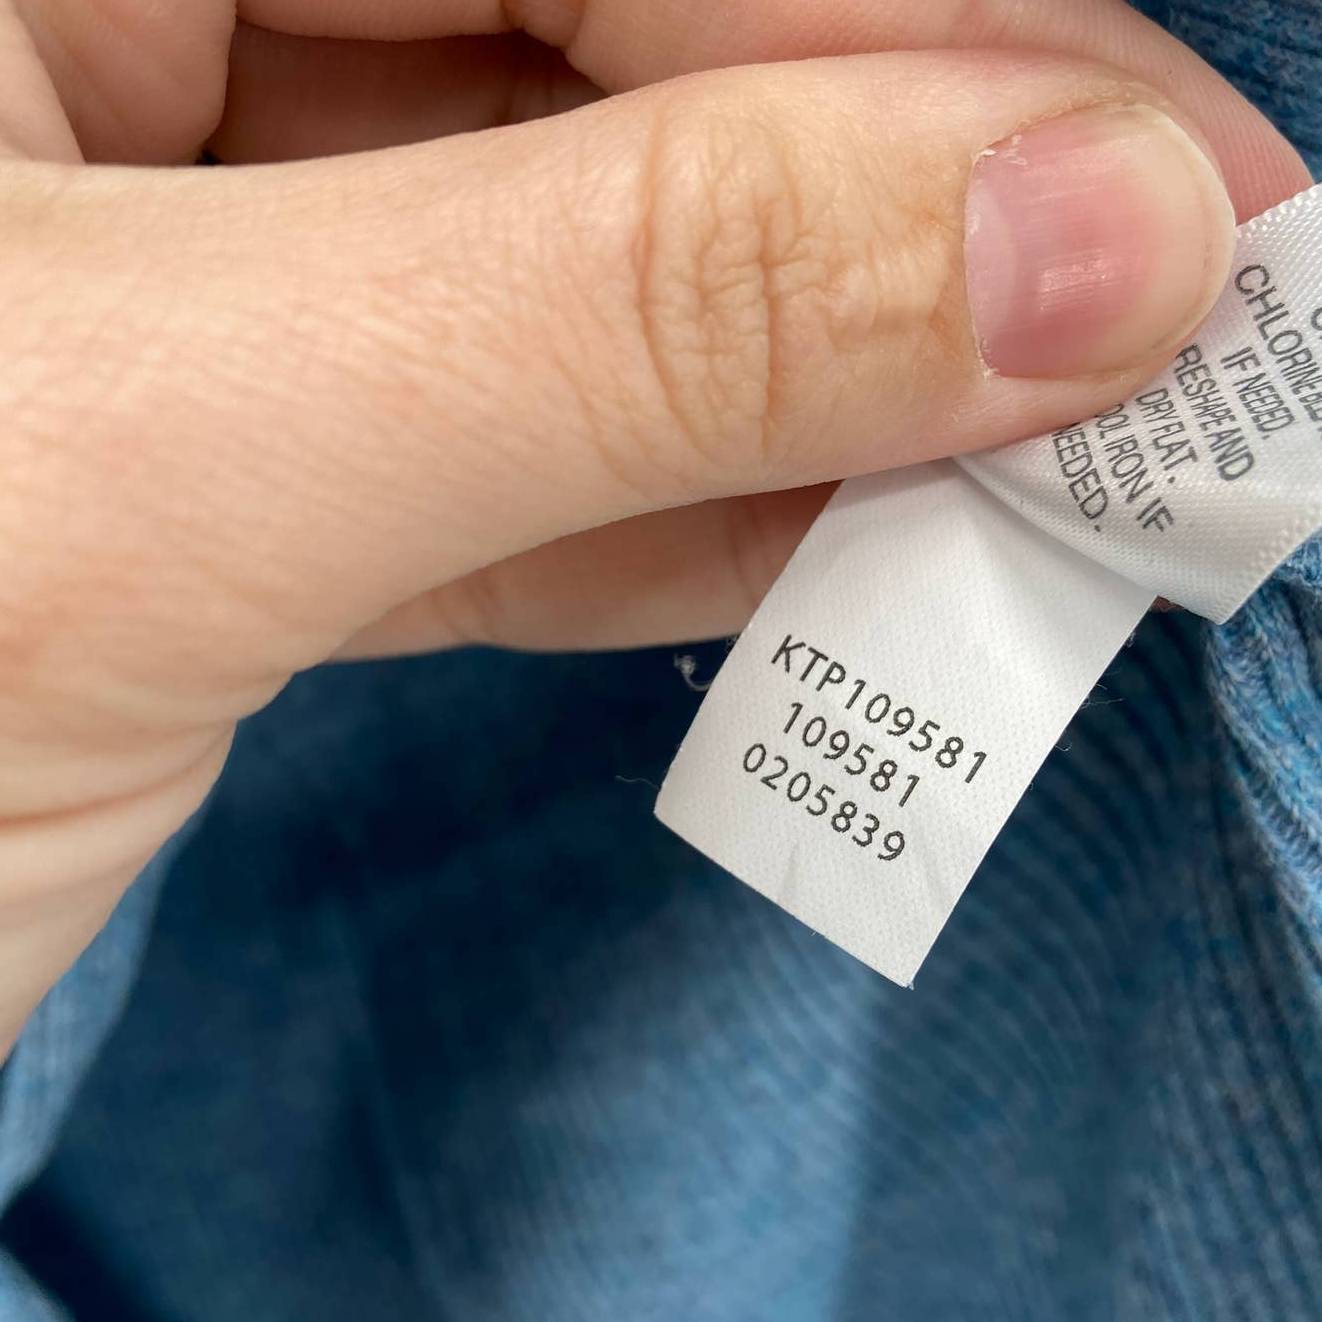 CHLORINE
IF NEEDED.
RESHAPE AND
DRY FLAT.
IRON IF
NEEDED.
KTP109581
109581
0205839